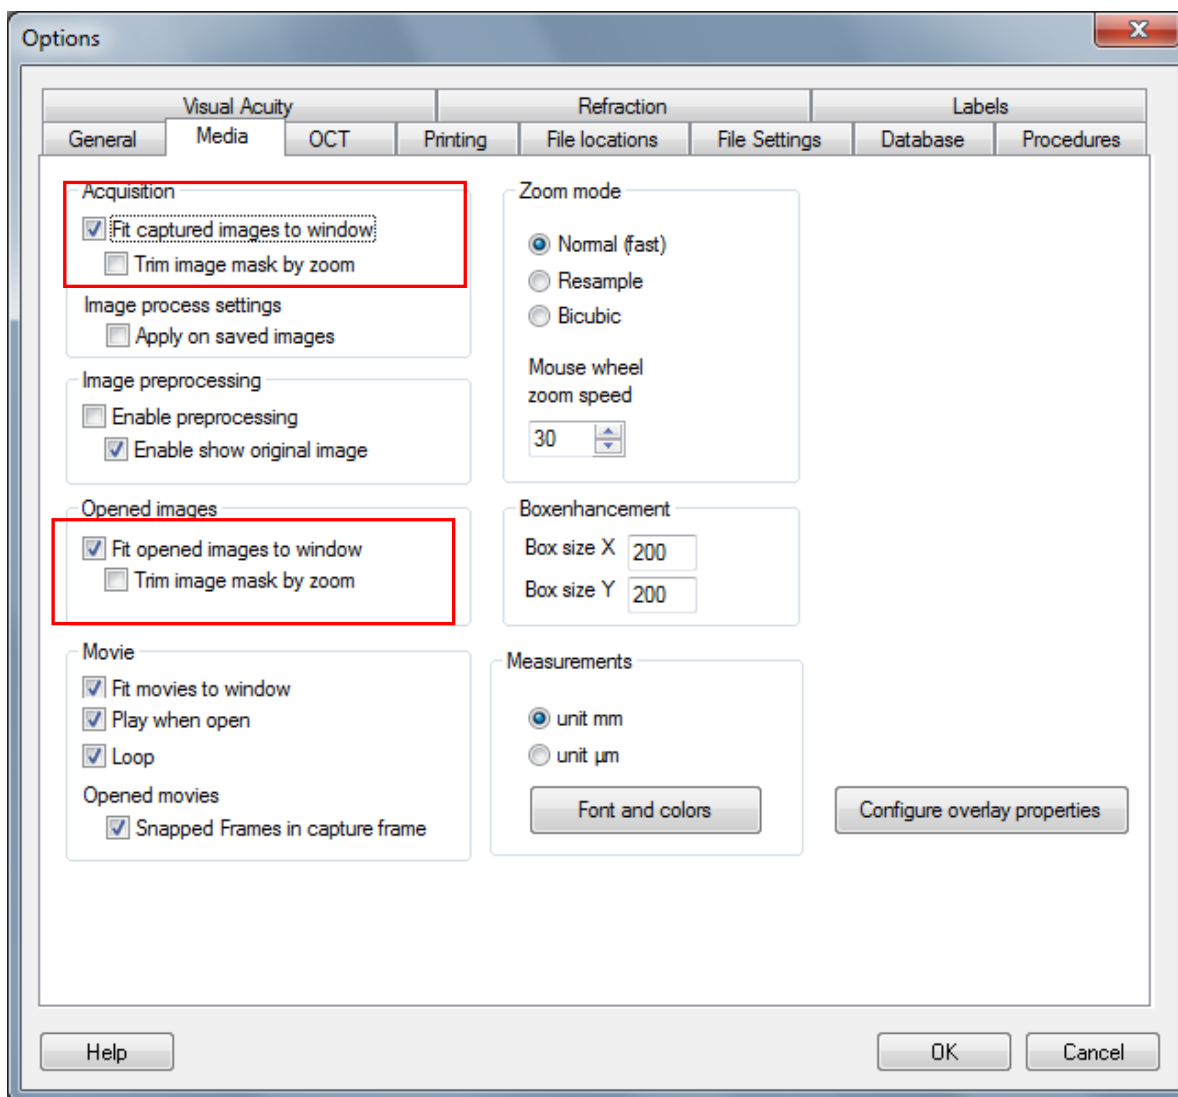 Options
x
Visual Acuity Refraction Labels
General Media OCT Printing File locations File Settings Database Procedures
Acquisition
Fit captured images to window
Trim image mask by zoom
Image process settings
Apply on saved images
Image preprocessing
Enable preprocessing
Enable show original image
Opened images
Fit opened images to window
Trim image mask by zoom
Movie
Fit movies to window
Play when open
Loop
Opened movies
Snapped Frames in capture frame
Zoom mode
Normal (fast)
Resample
Bicubic
Mouse wheel
zoom speed
30
Boxenhancement
Box size X 200
Box size Y 200
Measurements
unit mm
unit µm
Font and colors
Configure overlay properties
Help OK Cancel